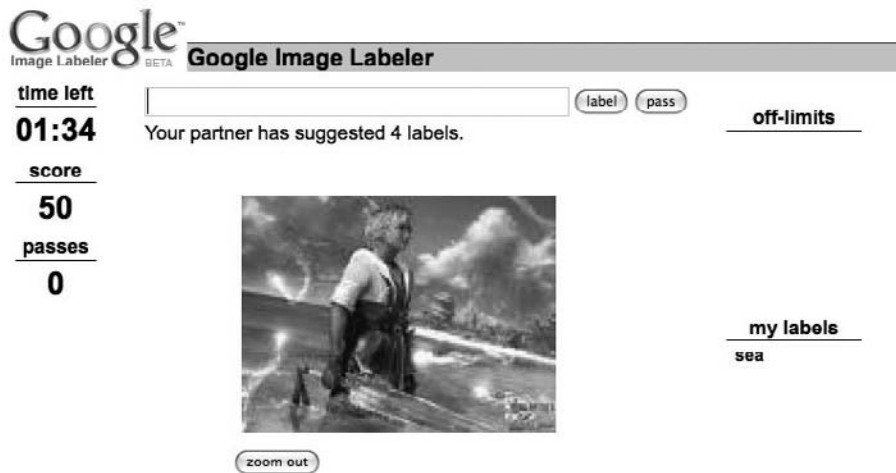 Google™
Image Labeler BETA
Google Image Labeler
time left
01:34
score
50
passes
0
label
pass
Your partner has suggested 4 labels.
zoom out
off-limits
my labels
sea